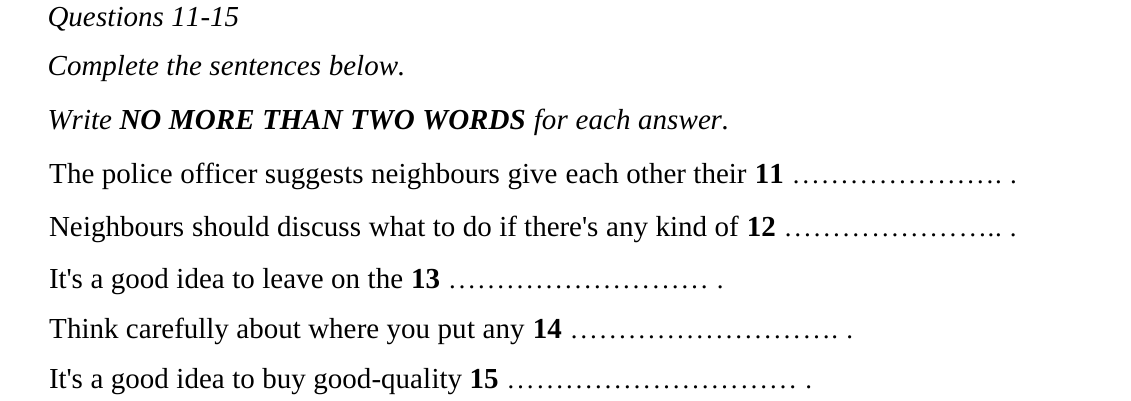 Questions 11-15
Complete the sentences below.
Write NO MORE THAN TWO WORDS for each answer.
The police officer suggests neighbours give each other their 11 ………………….. .
Neighbours should discuss what to do if there's any kind of 12 ………………….. .
It's a good idea to leave on the 13 ……………………… .
Think carefully about where you put any 14 ………………………. .
It's a good idea to buy good-quality 15 ………………………… .